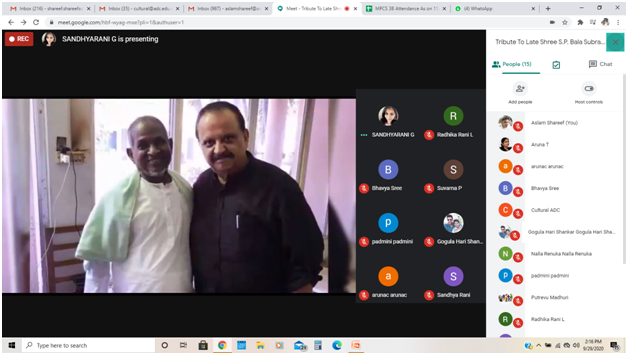 Inbox (216) - shareef.shareefm
Inbox (35) - cultural@adc.edu
Inbox (987) - aslamshareef@
Meet - Tribute To Late Shr
MPCS 3B Attendance As on T
(4) WhatsApp
meet.google.com/hbf-wyag-mse?pli=1&authuser=1
REC
SANDHYARANI G is presenting
Tribute To Late Shree S.P. Bala Subra...
People (15)
Chat
Add people
Host controls
SANDHYARANI G
R
Radhika Rani L
B
Bhavya Sree
S
Suvarna P
p
padmini padmini
Gogula Hari Shan...
a
arunac arunac
S
Sandhya Rani
Aslam Shareef (You)
Aruna T
a
arunac arunac
B
Bhavya Sree
C
Cultural ADC
Gogula Hari Shankar Gogula Hari Sha...
N
Nalla Renuka Nalla Renuka
p
padmini padmini
Putrevu Madhuri
R
Radhika Rani L
Type here to search
2:16 PM
9/29/2020